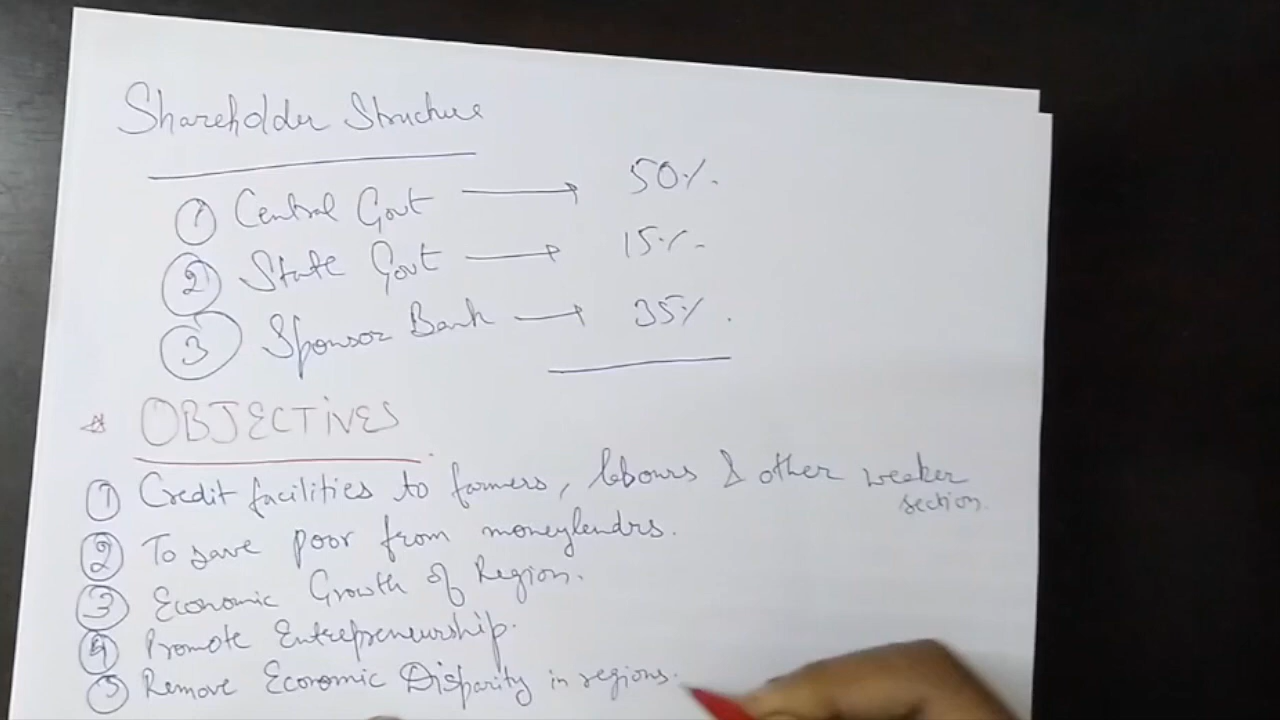 Shareholder Structure
① Central Govt → 50%.
② State Govt → 15%.
③ Sponsor Bank → 35%.
☆ OBJECTIVES
① Credit facilities to farmers, labours & other weaker section.
② To save poor from moneylendrs.
③ Economic Growth of Region.
④ Promote Entrepreneurship.
⑤ Remove Economic Disparity in regions.